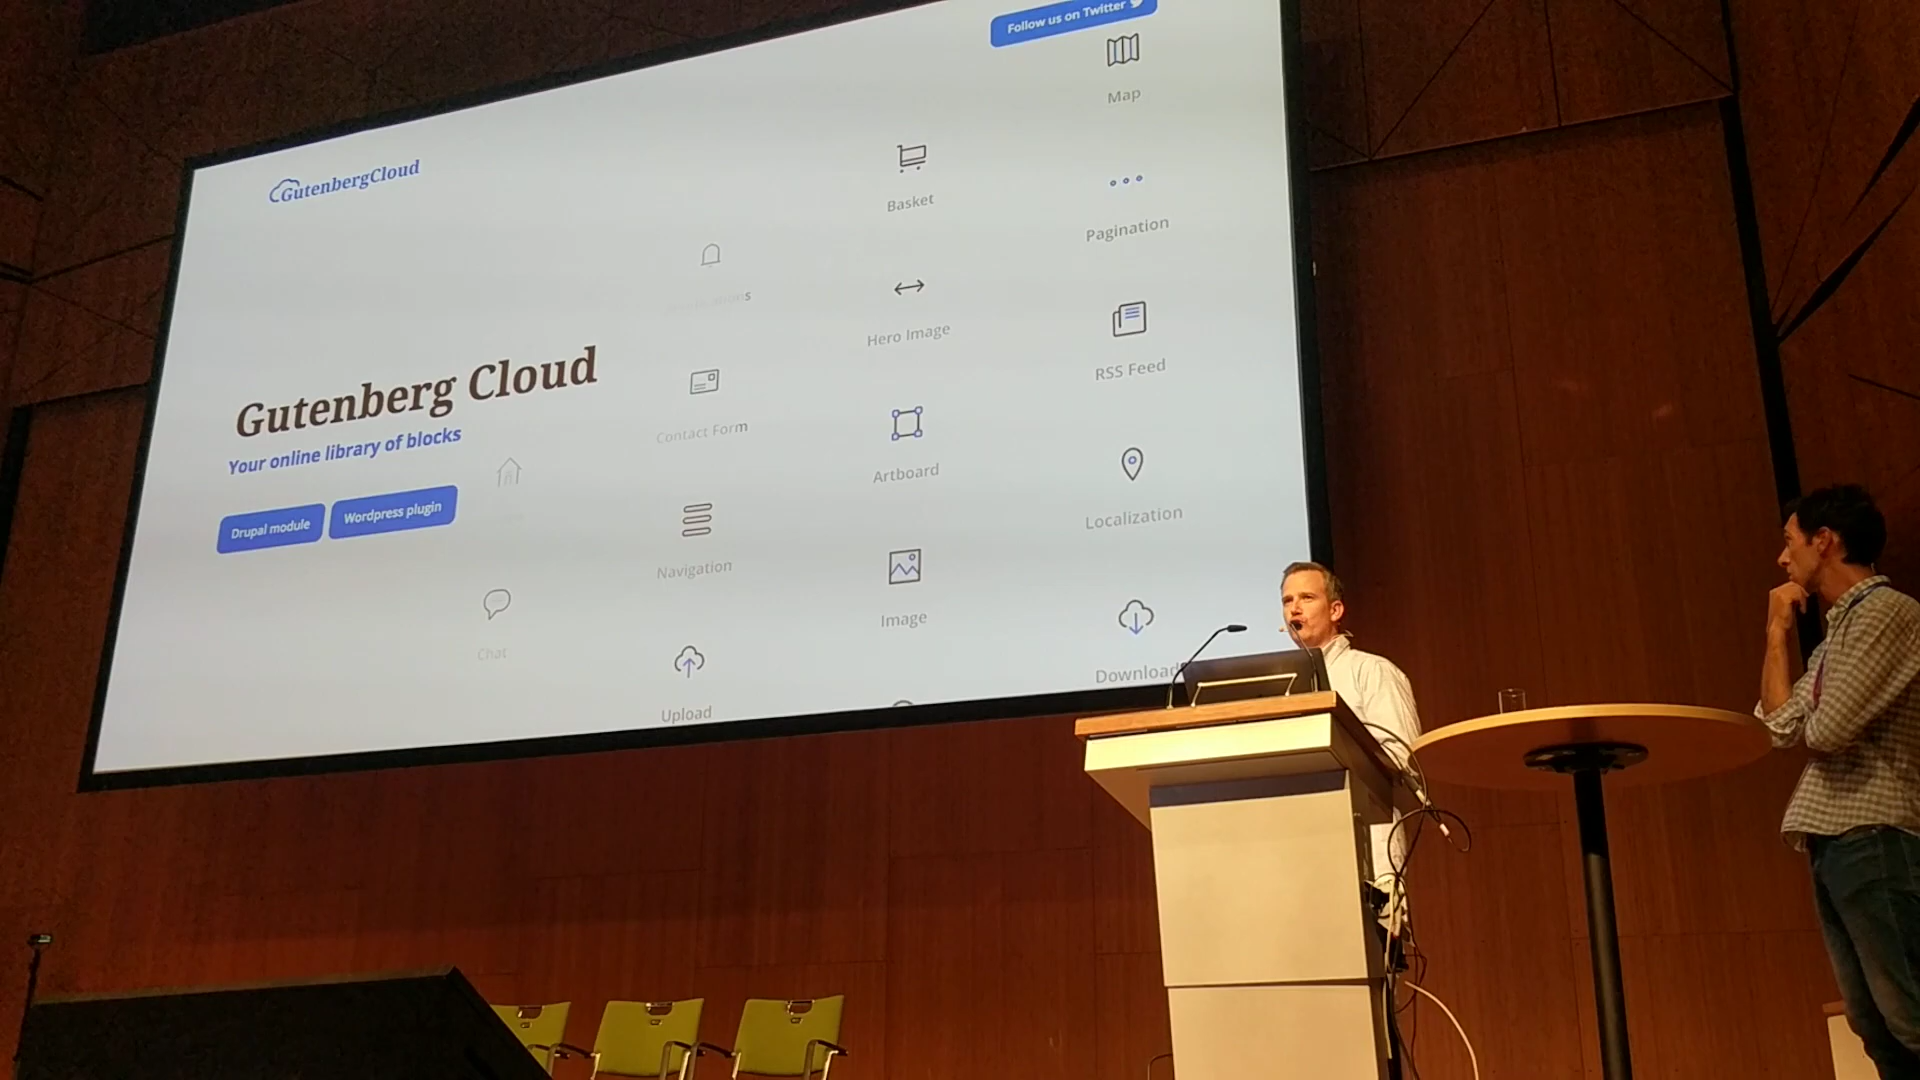 Follow us on Twitter
GutenbergCloud
Map
Basket
Pagination
Hero Image
Gutenberg Cloud
Your online library of blocks
Contact Form
RSS Feed
Artboard
Drupal module
Wordpress plugin
Localization
Navigation
Image
Chat
Upload
Download